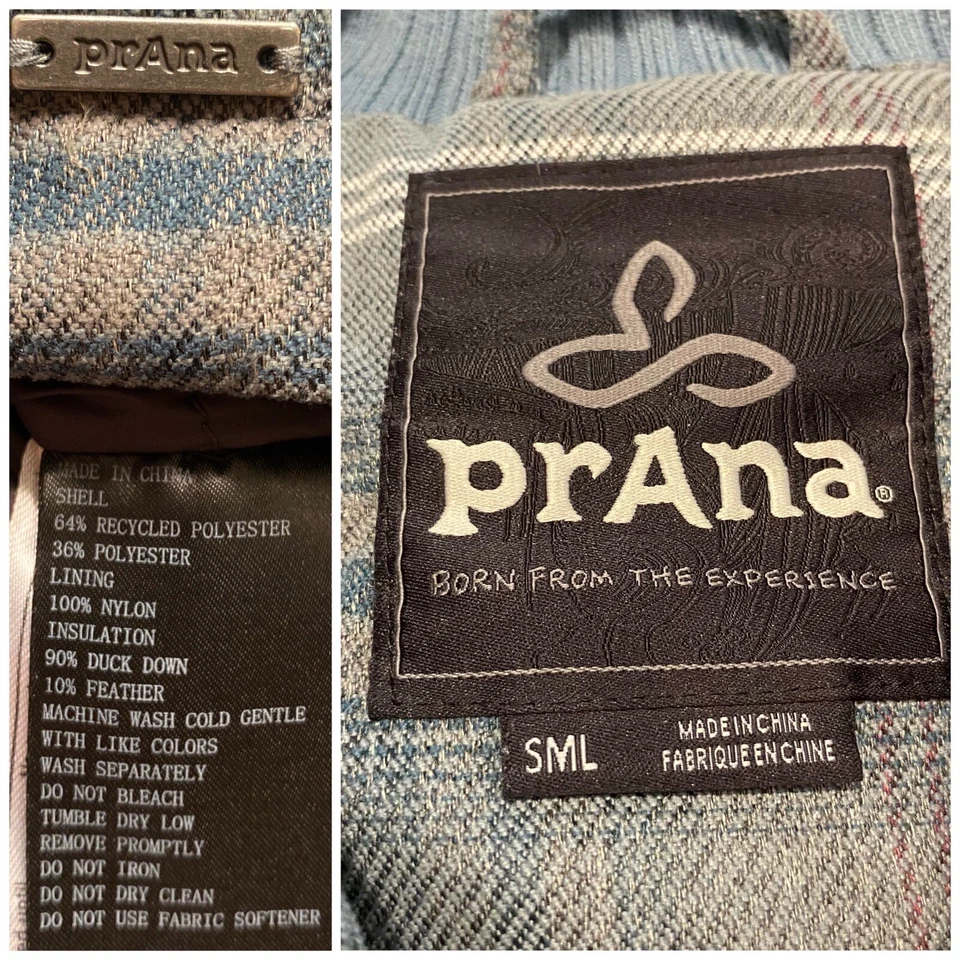 prAna
MADE IN CHINA
SHELL
64% RECYCLED POLYESTER
36% POLYESTER
LINING
100% NYLON
INSULATION
90% DUCK DOWN
10% FEATHER
MACHINE WASH COLD GENTLE
WITH LIKE COLORS
WASH SEPARATELY
DO NOT BLEACH
TUMBLE DRY LOW
REMOVE PROMPTLY
DO NOT IRON
DO NOT DRY CLEAN
DO NOT USE FABRIC SOFTENER
prAna®
BORN FROM THE EXPERIENCE
SML
MADE IN CHINA
FABRIQUE EN CHINE